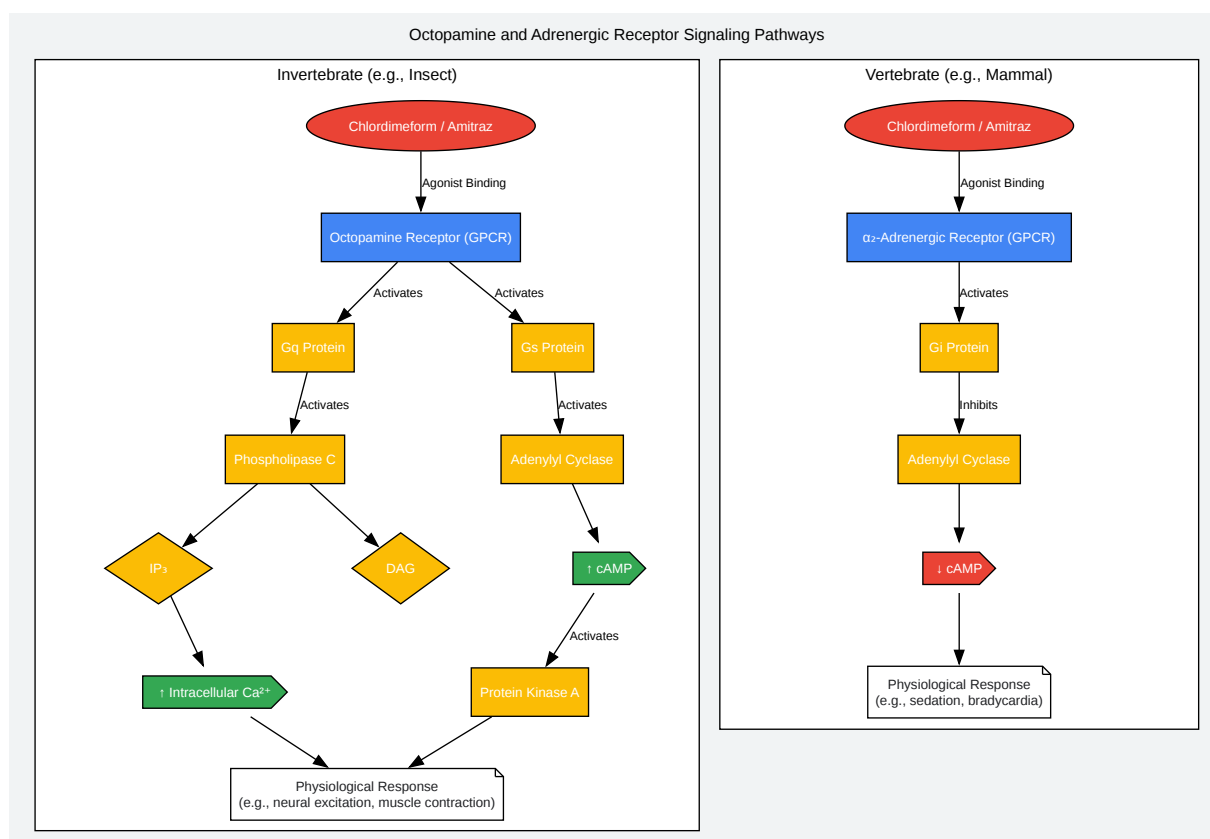 Octopamine and Adrenergic Receptor Signaling Pathways
Invertebrate (e.g., Insect)
Chlordimeform / Amitraz
Agonist Binding
Octopamine Receptor (GPCR)
Activates
Activates
Gq Protein
Gs Protein
Activates
Activates
Phospholipase C
Adenylyl Cyclase
IP₃
DAG
↑ cAMP
Activates
↑ Intracellular Ca²⁺
Protein Kinase A
Physiological Response
(e.g., neural excitation, muscle contraction)
Vertebrate (e.g., Mammal)
Chlordimeform / Amitraz
Agonist Binding
α₂-Adrenergic Receptor (GPCR)
Activates
Gi Protein
Inhibits
Adenylyl Cyclase
↓ cAMP
Physiological Response
(e.g., sedation, bradycardia)